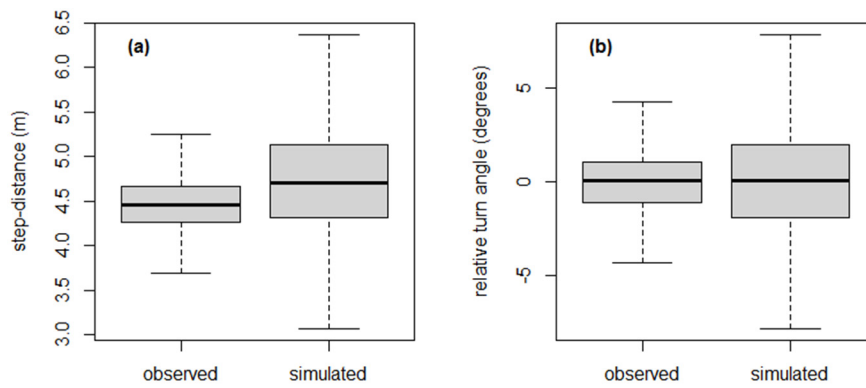 (a)
step-distance (m)
6.5
6.0
5.5
5.0
4.5
4.0
3.5
3.0
observed simulated
(b)
relative turn angle (degrees)
5
0
-5
observed simulated